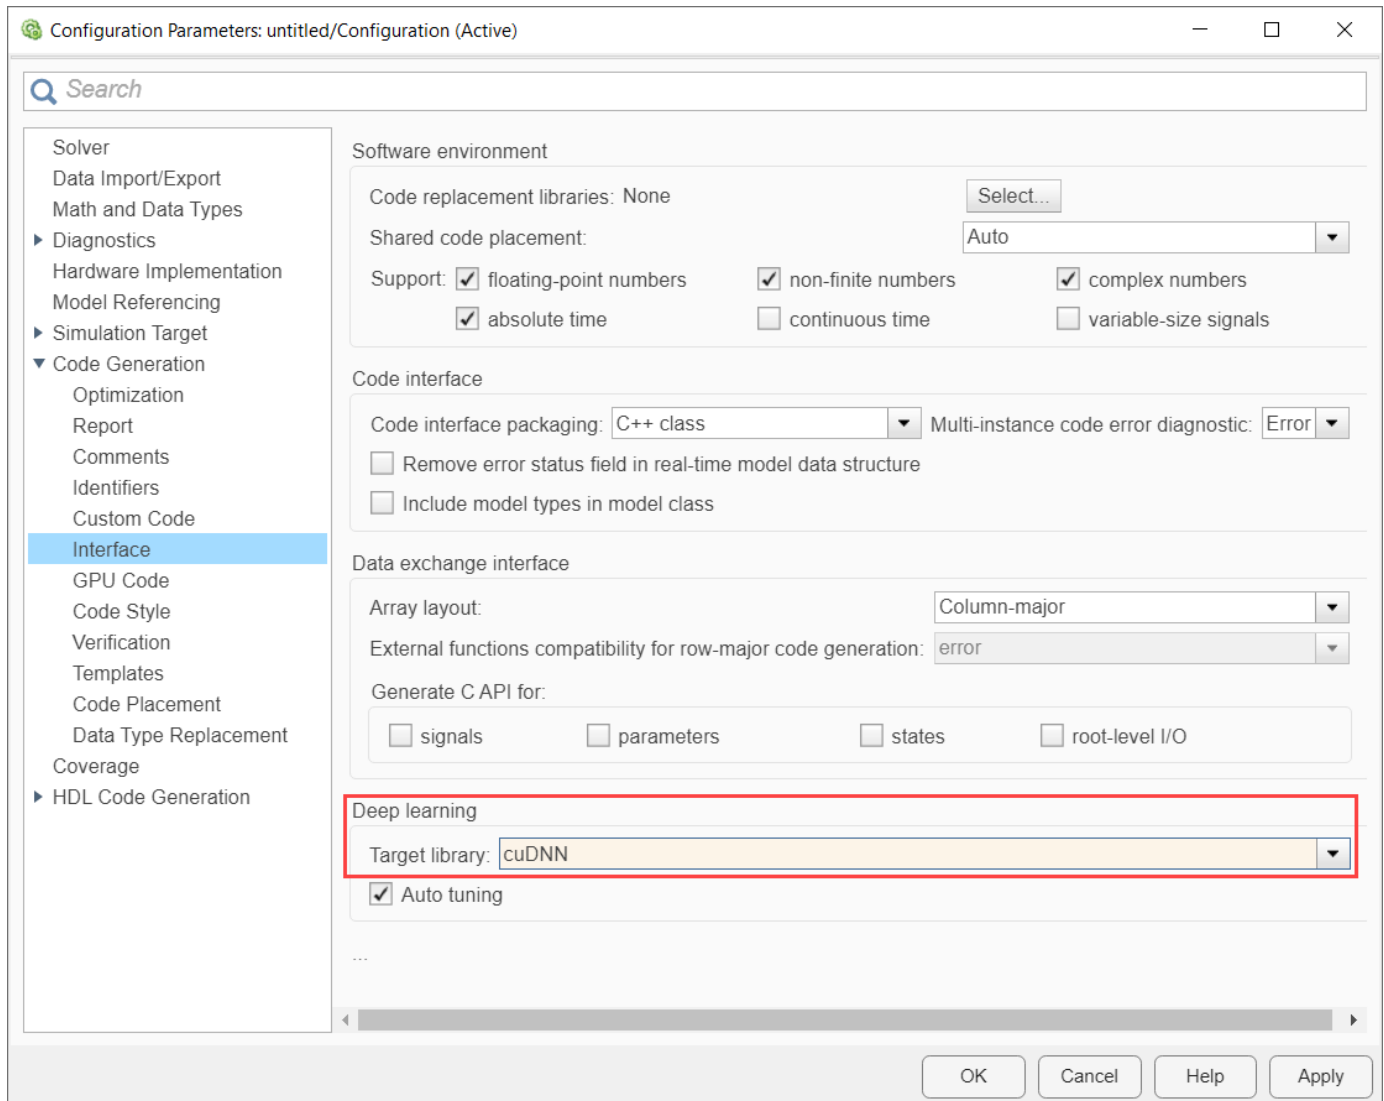 Configuration Parameters: untitled/Configuration (Active)
Search
Solver
Data Import/Export
Math and Data Types
Diagnostics
Hardware Implementation
Model Referencing
Simulation Target
Code Generation
Optimization
Report
Comments
Identifiers
Custom Code
Interface
GPU Code
Code Style
Verification
Templates
Code Placement
Data Type Replacement
Coverage
HDL Code Generation
Software environment
Code replacement libraries: None Select...
Shared code placement: Auto
Support: floating-point numbers non-finite numbers complex numbers
absolute time continuous time variable-size signals
Code interface
Code interface packaging: C++ class Multi-instance code error diagnostic: Error
Remove error status field in real-time model data structure
Include model types in model class
Data exchange interface
Array layout: Column-major
External functions compatibility for row-major code generation: error
Generate C API for:
signals parameters states root-level I/O
Deep learning
Target library: cuDNN
Auto tuning
...
OK Cancel Help Apply